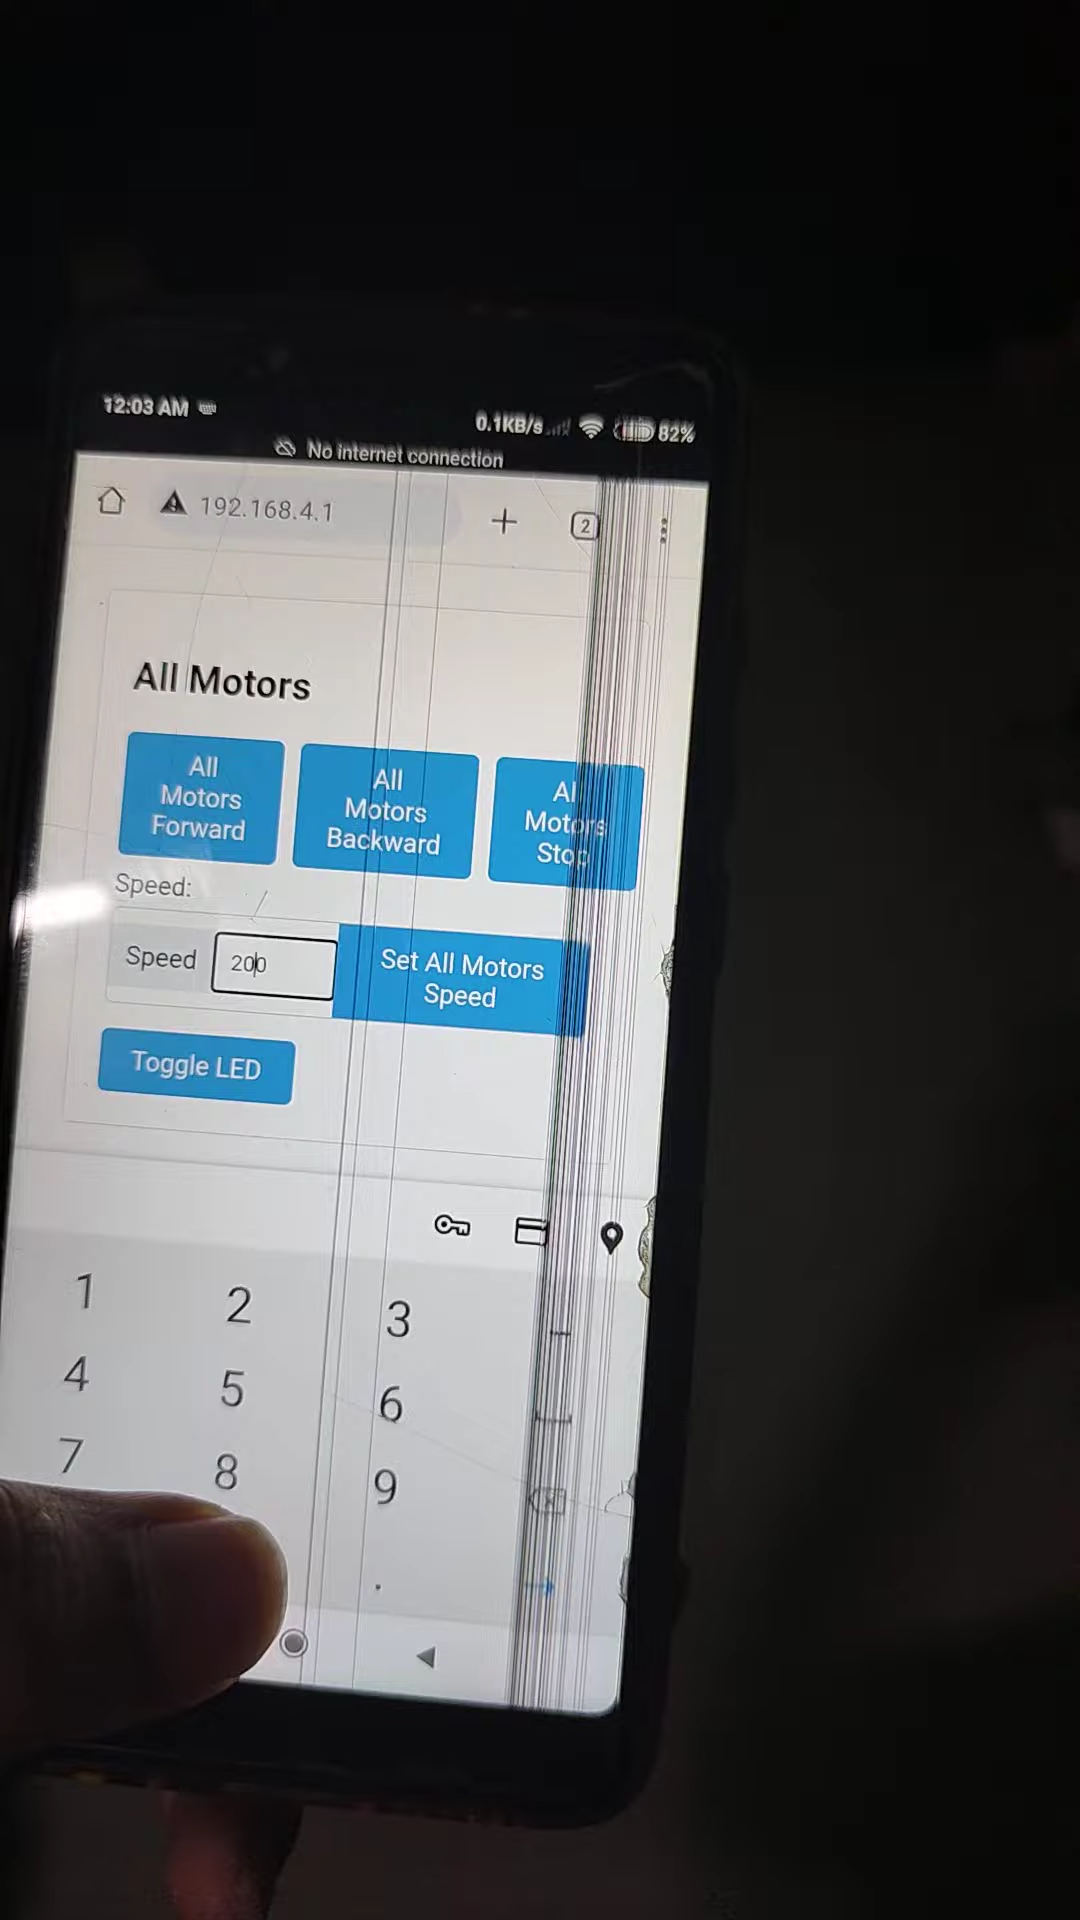 12:03 AM
0.1KB/s
82%
No internet connection
192.168.4.1
2
All Motors
All
Motors
Forward
All
Motors
Backward
Al
Motors
Stop
Speed:
Speed
200
Set All Motors
Speed
Toggle LED
1
2
3
4
5
6
7
8
9
.